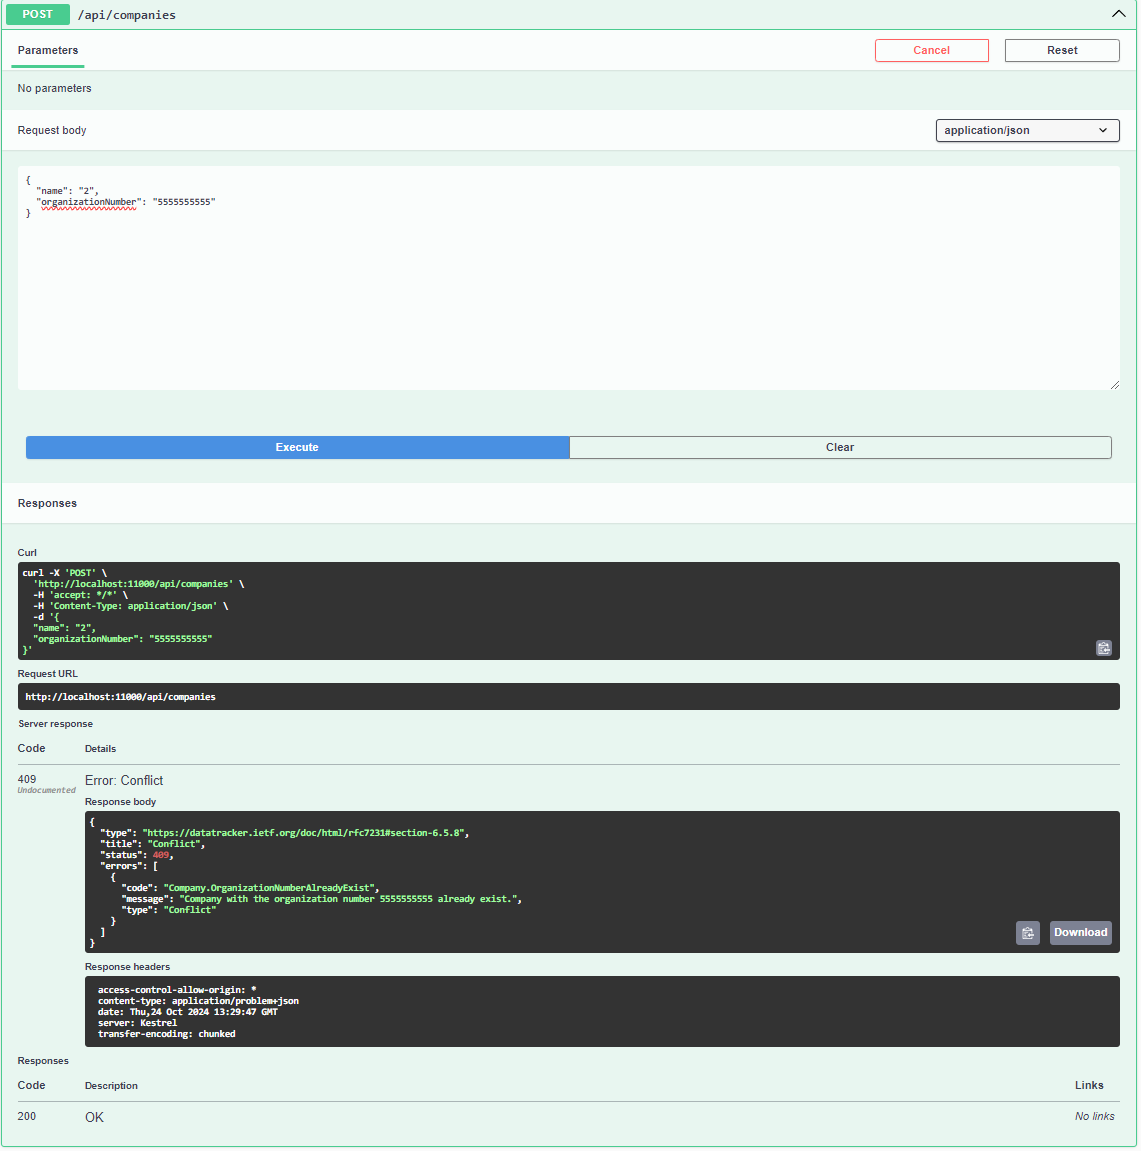 POST /api/companies
Parameters Cancel Reset
No parameters
Request body application/json
{
  "name": "2",
  "organizationNumber": "5555555555"
}
Execute Clear
Responses
Curl
curl -X 'POST' \
  'http://localhost:11000/api/companies' \
  -H 'accept: */*' \
  -H 'Content-Type: application/json' \
  -d '{
  "name": "2",
  "organizationNumber": "5555555555"
}'
Request URL
http://localhost:11000/api/companies
Server response
Code Details
409 Error: Conflict
Undocumented
Response body
{
  "type": "https://datatracker.ietf.org/doc/html/rfc7231#section-6.5.8",
  "title": "Conflict",
  "status": 409,
  "errors": [
    {
      "code": "Company.OrganizationNumberAlreadyExist",
      "message": "Company with the organization number 5555555555 already exist.",
      "type": "Conflict"
    }
  ]
}
Download
Response headers
access-control-allow-origin: *
content-type: application/problem+json
date: Thu,24 Oct 2024 13:29:47 GMT
server: Kestrel
transfer-encoding: chunked
Responses
Code Description Links
200 OK No links